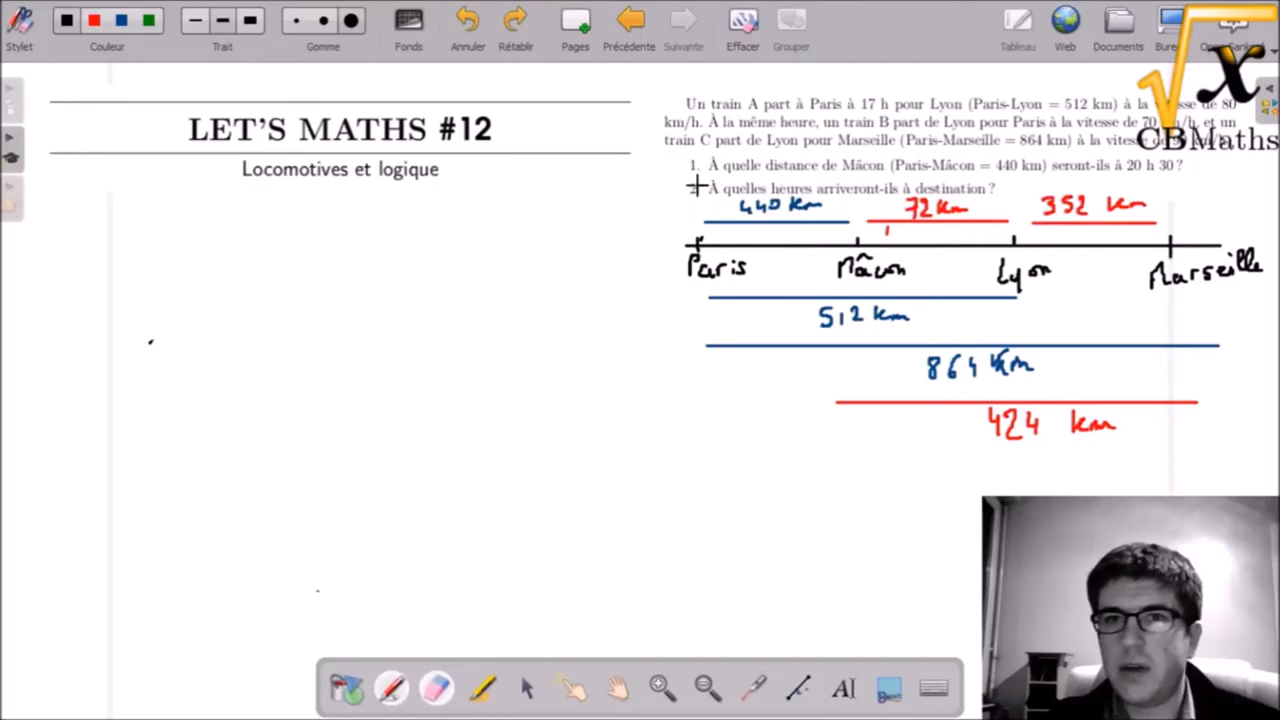 Stylet
Couleur
Trait
Gomme
Fonds
Annuler
Rétablir
Pages
Précédente
Suivante
Effacer
Grouper
Tableau
Web
Documents
LET'S MATHS #12
Locomotives et logique
Un train A part à Paris à 17 h pour Lyon (Paris-Lyon = 512 km) à la de 80
km/h. À la même heure, un train B part de Lyon pour Paris à la vitesse de 70 et un
train C part de Lyon pour Marseille (Paris-Marseille = 864 km) à la vitesse
CBMaths
1. À quelle distance de Mâcon (Paris-Mâcon = 440 km) seront-ils à 20 h 30 ?
À quelles heures arriveront-ils à destination ?
440 km 72 km 352 km
Paris Mâcon Lyon Marseille
512 km
864 km
424 km
AI